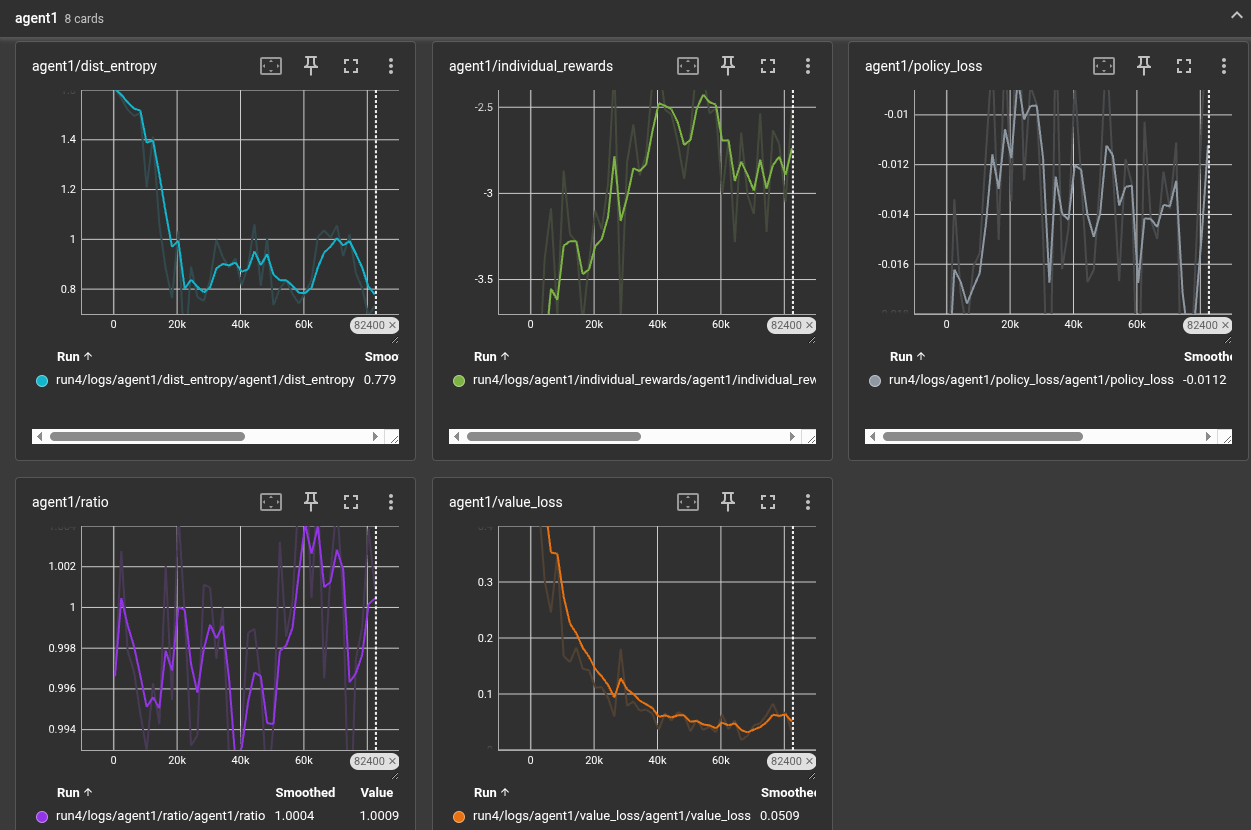 agent1 8 cards
agent1/dist_entropy
1.4
1.2
1
0.8
0 20k 40k 60k 82400 ×
Run ↑ Smoo
run4/logs/agent1/dist_entropy/agent1/dist_entropy 0.779
agent1/individual_rewards
-2.5
-3
-3.5
0 20k 40k 60k 82400 ×
Run ↑
run4/logs/agent1/individual_rewards/agent1/individual_rew
agent1/policy_loss
-0.01
-0.012
-0.014
-0.016
0 20k 40k 60k 82400 ×
Run ↑ Smoothe
run4/logs/agent1/policy_loss/agent1/policy_loss -0.0112
agent1/ratio
1.002
1
0.998
0.996
0.994
0 20k 40k 60k 82400 ×
Run ↑ Smoothed Value
run4/logs/agent1/ratio/agent1/ratio 1.0004 1.0009
agent1/value_loss
0.3
0.2
0.1
0 20k 40k 60k 82400 ×
Run ↑ Smoothed
run4/logs/agent1/value_loss/agent1/value_loss 0.0509